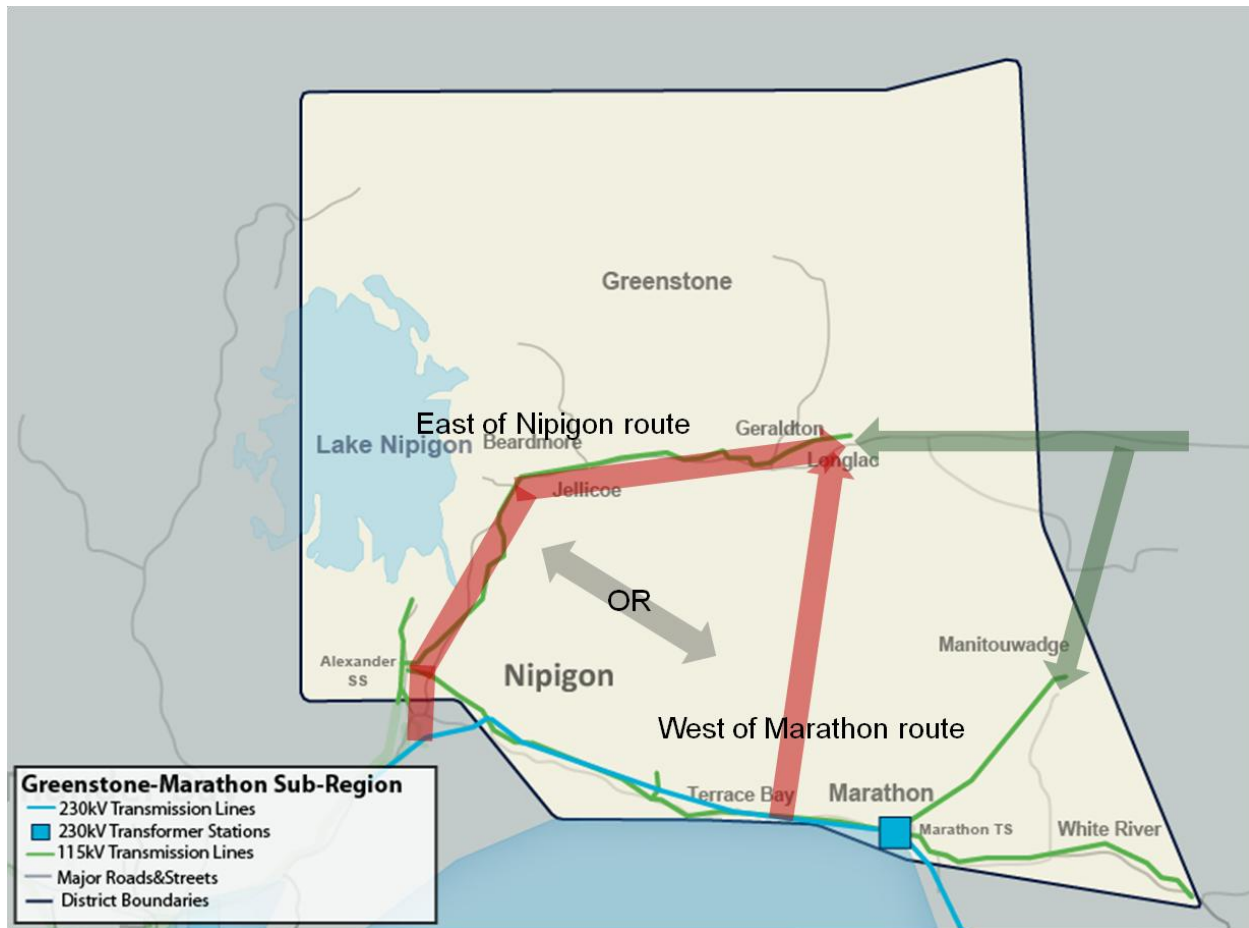 Greenstone
East of Nipigon route
Geraldton
Lake Nipigon
Beardmore
Longlac
Jellicoe
OR
Manitouwadge
Alexander
SS
Nipigon
West of Marathon route
Terrace Bay
Marathon
Marathon TS
White River
Greenstone-Marathon Sub-Region
230kV Transmission Lines
230kV Transformer Stations
115kV Transmission Lines
Major Roads&Streets
District Boundaries